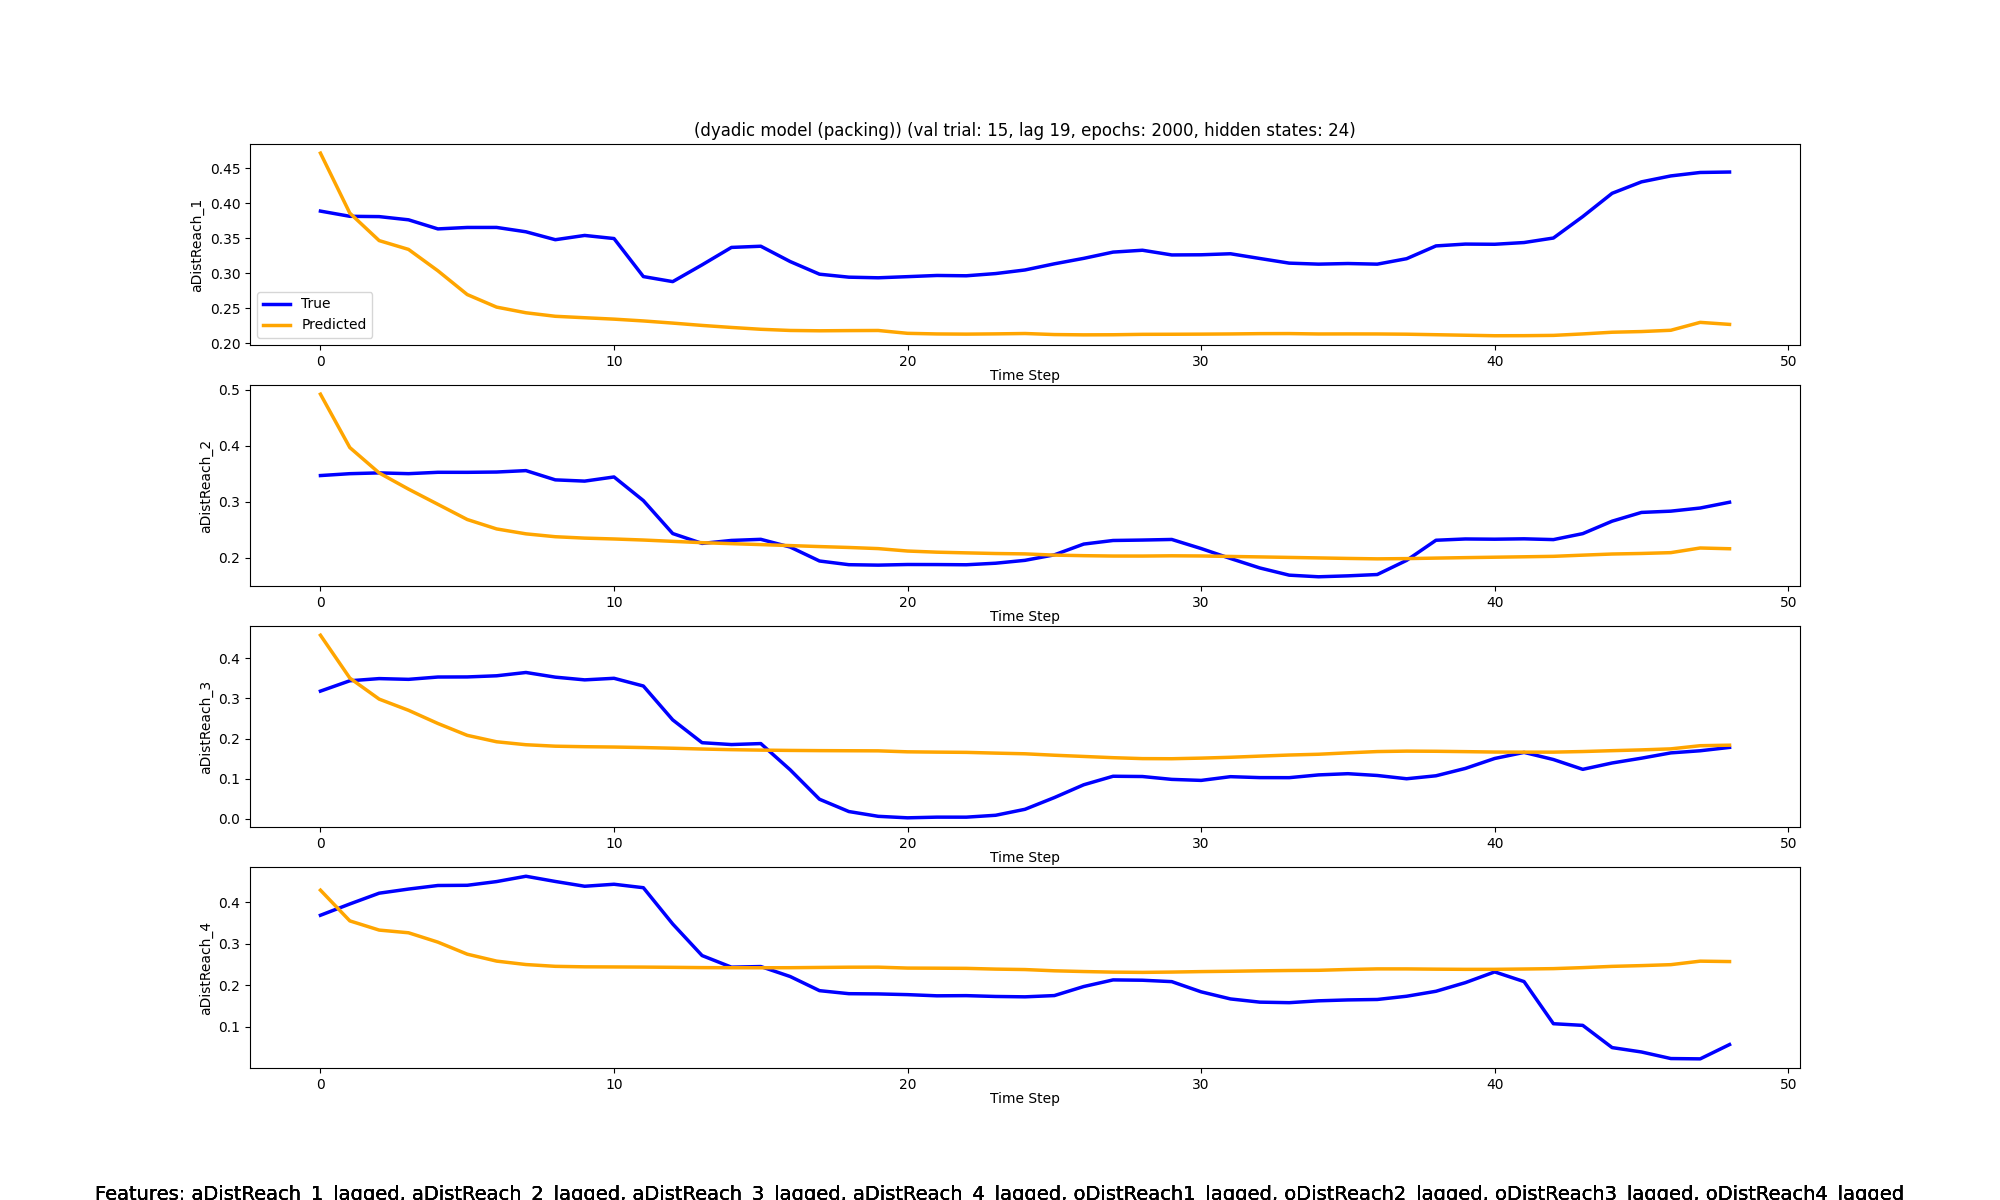 (dyadic model (packing)) (val trial: 15, lag 19, epochs: 2000, hidden states: 24)
aDistReach_1
0.45
0.40
0.35
0.30
0.25
0.20
True
Predicted
0 10 20 30 40 50
Time Step
aDistReach_2
0.5
0.4
0.3
0.2
0 10 20 30 40 50
Time Step
aDistReach_3
0.4
0.3
0.2
0.1
0.0
0 10 20 30 40 50
Time Step
aDistReach_4
0.4
0.3
0.2
0.1
0 10 20 30 40 50
Time Step
Features: aDistReach_1_lagged, aDistReach_2_lagged, aDistReach_3_lagged, aDistReach_4_lagged, oDistReach1_lagged, oDistReach2_lagged, oDistReach3_lagged, oDistReach4_lagged